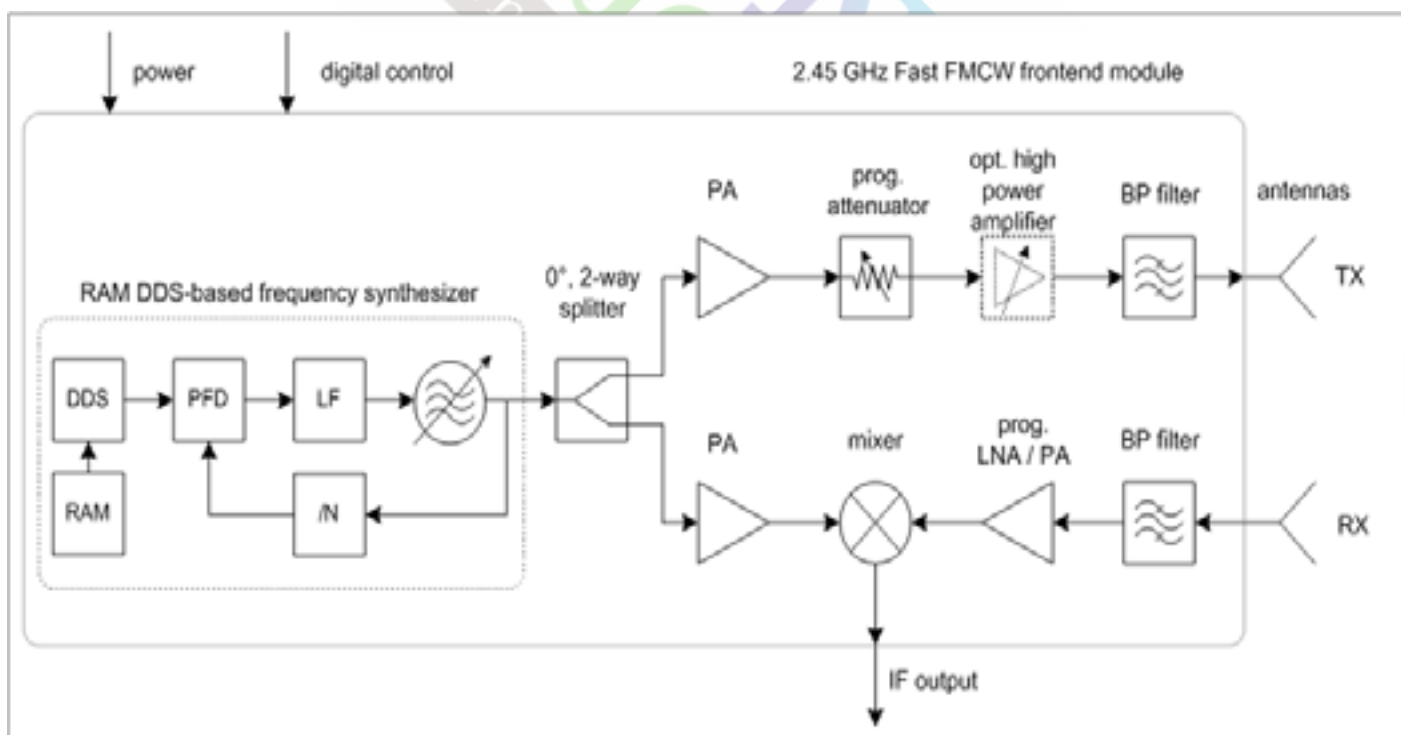 power
digital control
2.45 GHz Fast FMCW frontend module
PA
prog.
attenuator
opt. high
power
amplifier
BP filter
antennas
TX
RAM DDS-based frequency synthesizer
0°, 2-way
splitter
DDS
PFD
LF
RAM
/N
PA
mixer
prog.
LNA / PA
BP filter
RX
IF output